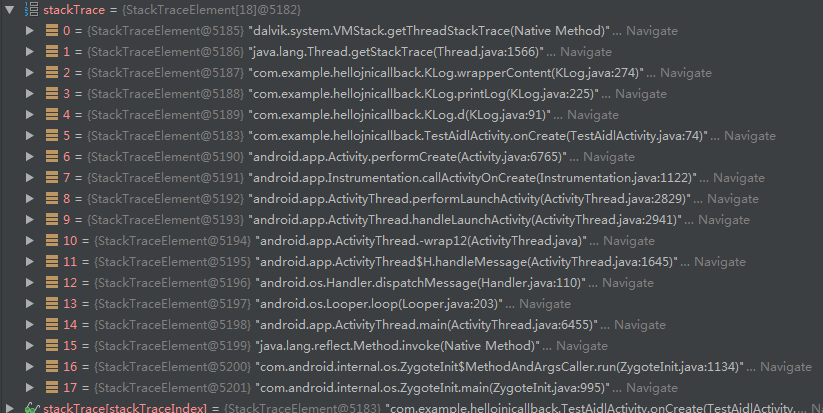 stackTrace = {StackTraceElement[18]@5182}
0 = {StackTraceElement@5185} "dalvik.system.VMStack.getThreadStackTrace(Native Method)"... Navigate
1 = {StackTraceElement@5186} "java.lang.Thread.getStackTrace(Thread.java:1566)"... Navigate
2 = {StackTraceElement@5187} "com.example.hellojnicallback.KLog.wrapperContent(KLog.java:274)"... Navigate
3 = {StackTraceElement@5188} "com.example.hellojnicallback.KLog.printLog(KLog.java:225)"... Navigate
4 = {StackTraceElement@5189} "com.example.hellojnicallback.KLog.d(KLog.java:91)"... Navigate
5 = {StackTraceElement@5183} "com.example.hellojnicallback.TestAidlActivity.onCreate(TestAidlActivity.java:74)"... Navigate
6 = {StackTraceElement@5190} "android.app.Activity.performCreate(Activity.java:6765)"... Navigate
7 = {StackTraceElement@5191} "android.app.Instrumentation.callActivityOnCreate(Instrumentation.java:1122)"... Navigate
8 = {StackTraceElement@5192} "android.app.ActivityThread.performLaunchActivity(ActivityThread.java:2829)"... Navigate
9 = {StackTraceElement@5193} "android.app.ActivityThread.handleLaunchActivity(ActivityThread.java:2941)"... Navigate
10 = {StackTraceElement@5194} "android.app.ActivityThread.-wrap12(ActivityThread.java)"... Navigate
11 = {StackTraceElement@5195} "android.app.ActivityThread$H.handleMessage(ActivityThread.java:1645)"... Navigate
12 = {StackTraceElement@5196} "android.os.Handler.dispatchMessage(Handler.java:110)"... Navigate
13 = {StackTraceElement@5197} "android.os.Looper.loop(Looper.java:203)"... Navigate
14 = {StackTraceElement@5198} "android.app.ActivityThread.main(ActivityThread.java:6455)"... Navigate
15 = {StackTraceElement@5199} "java.lang.reflect.Method.invoke(Native Method)"... Navigate
16 = {StackTraceElement@5200} "com.android.internal.os.ZygoteInit$MethodAndArgsCaller.run(ZygoteInit.java:1134)"... Navigate
17 = {StackTraceElement@5201} "com.android.internal.os.ZygoteInit.main(ZygoteInit.java:995)"... Navigate
stackTrace[stackTraceIndex] = {StackTraceElement@5183} "com.example.hellojnicallback.TestAidlActivity.onCreate(TestAidlActivity.... Navigate